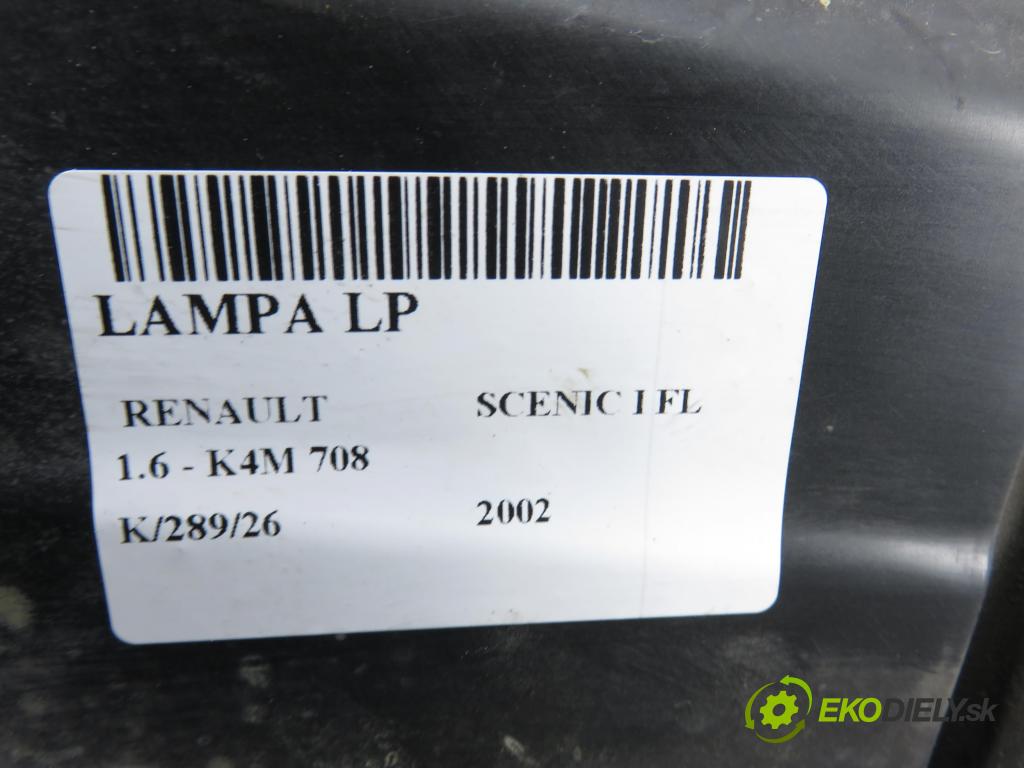 LAMPA LP
RENAULT SCENIC I FL
1.6 - K4M 708
K/289/26 2002
EKODIELY.sk